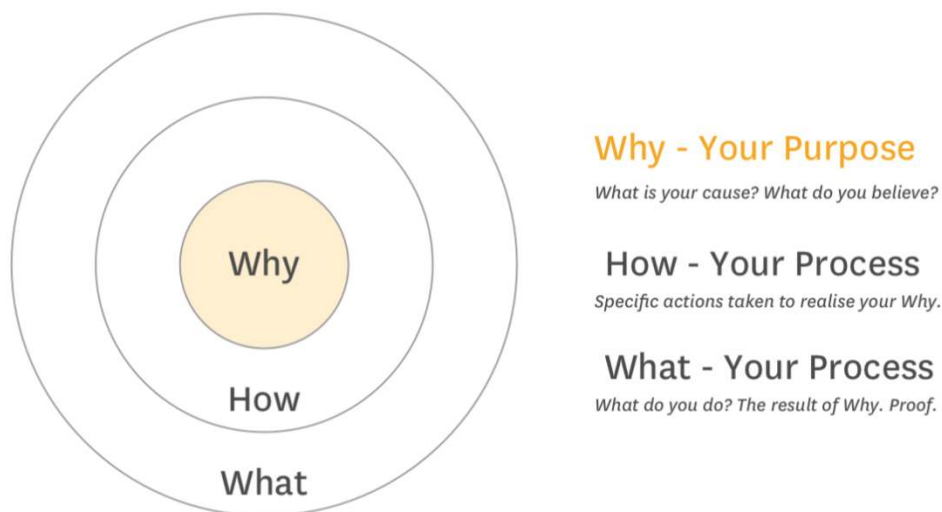 Why
How
What
Why - Your Purpose
What is your cause? What do you believe?
How - Your Process
Specific actions taken to realise your Why.
What - Your Process
What do you do? The result of Why. Proof.